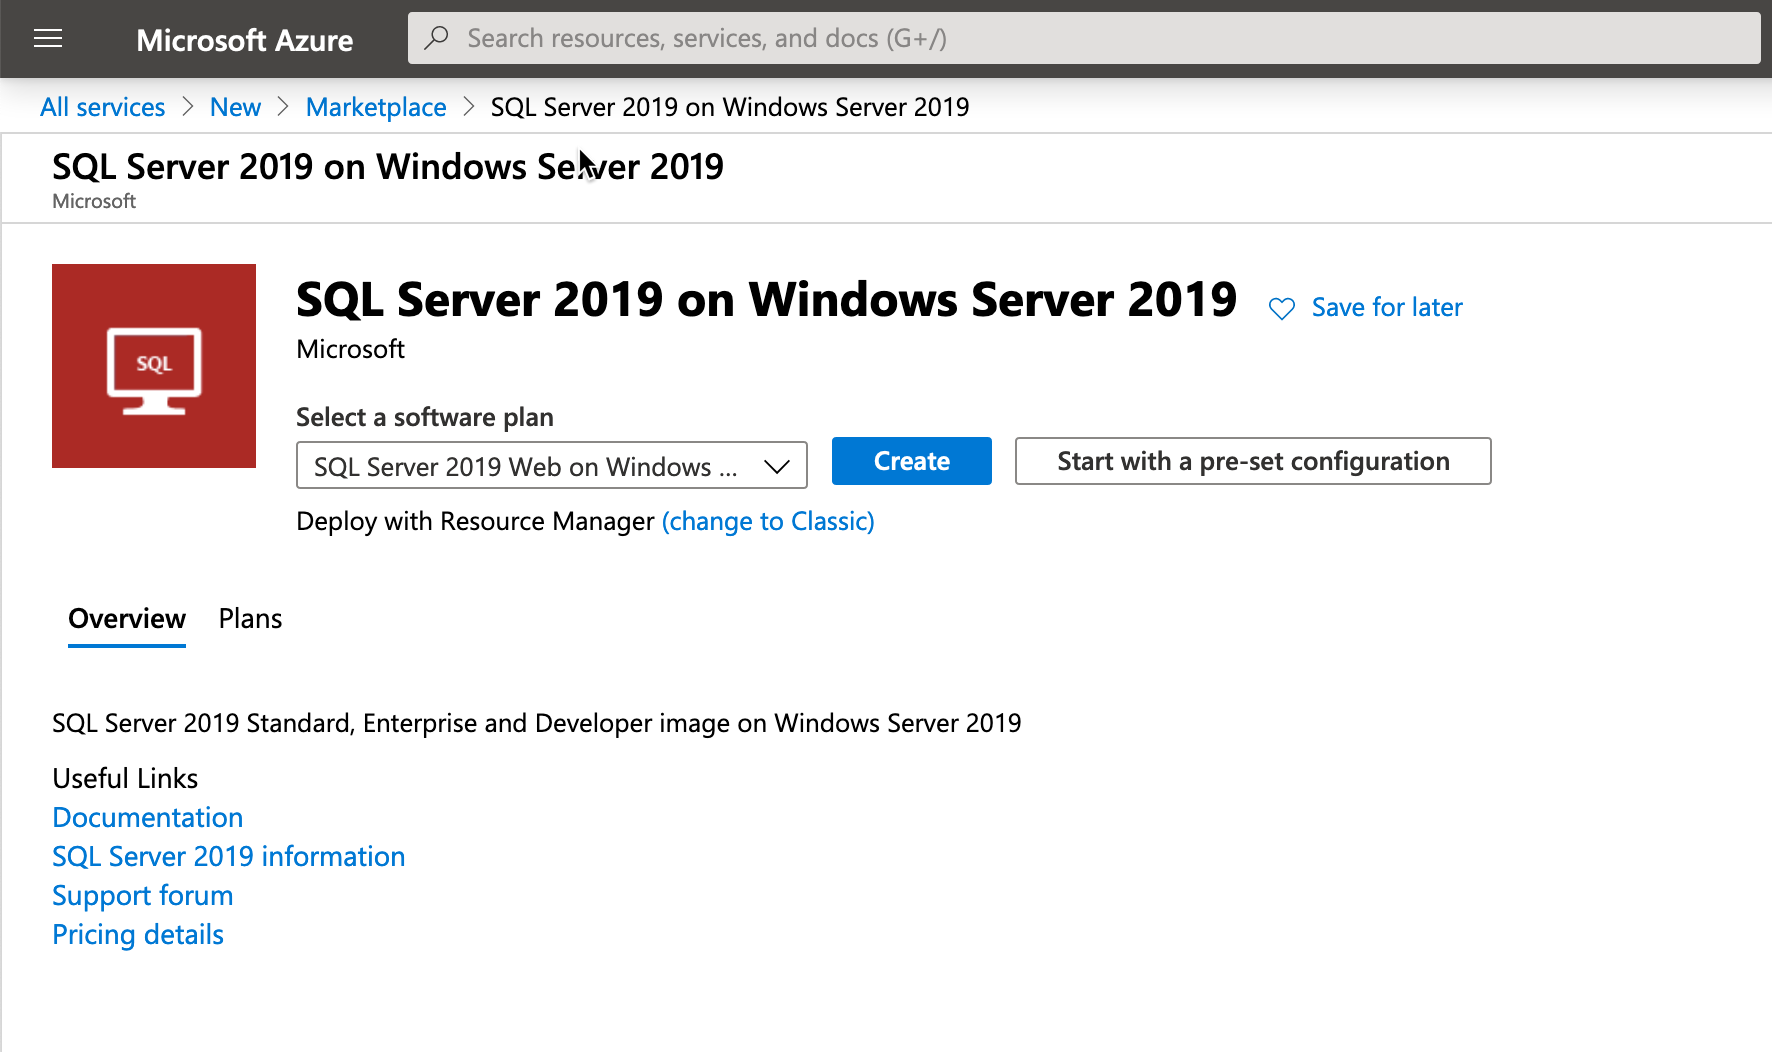 Microsoft Azure
Search resources, services, and docs (G+/)
All services > New > Marketplace > SQL Server 2019 on Windows Server 2019
SQL Server 2019 on Windows Server 2019
Microsoft
SQL
SQL Server 2019 on Windows Server 2019
Save for later
Microsoft
Select a software plan
SQL Server 2019 Web on Windows ...
Create
Start with a pre-set configuration
Deploy with Resource Manager (change to Classic)
Overview Plans
SQL Server 2019 Standard, Enterprise and Developer image on Windows Server 2019
Useful Links
Documentation
SQL Server 2019 information
Support forum
Pricing details